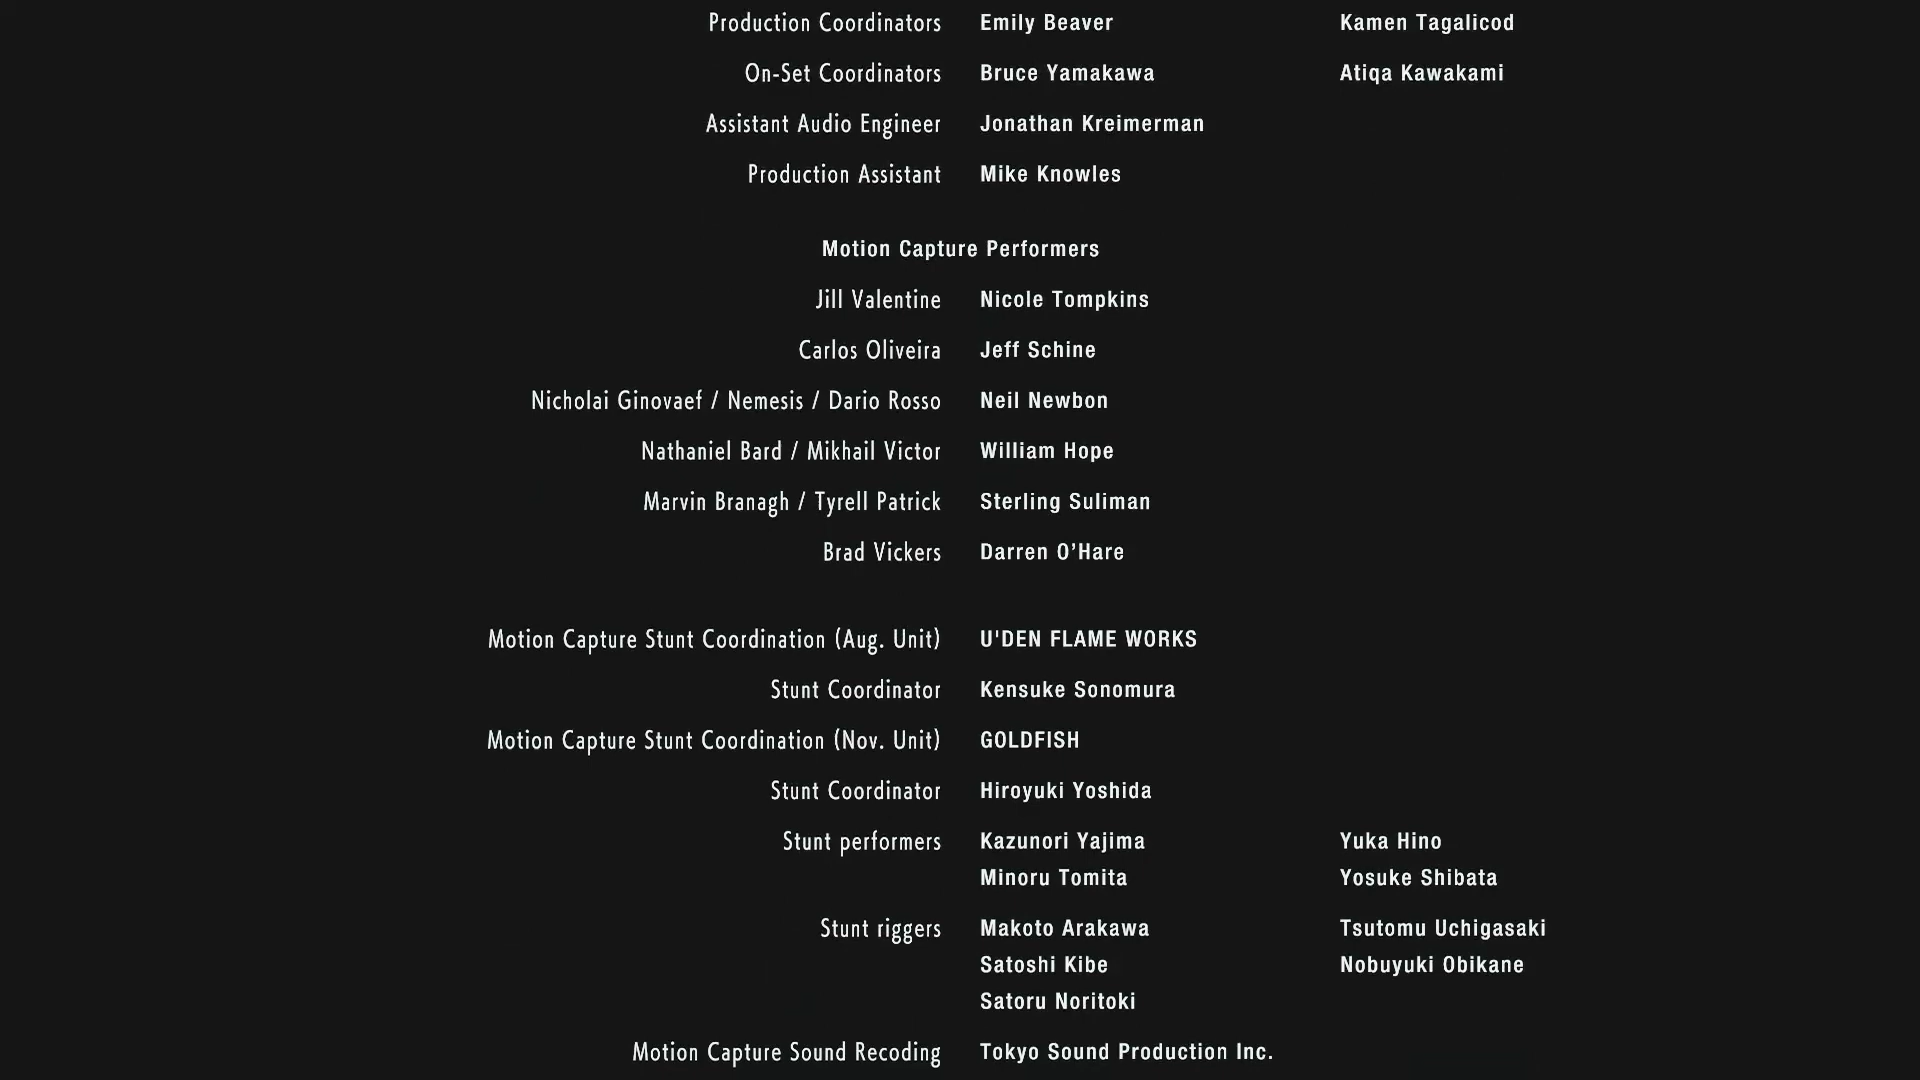 Production Coordinators Emily Beaver Kamen Tagalicod
On-Set Coordinators Bruce Yamakawa Atiqa Kawakami
Assistant Audio Engineer Jonathan Kreimerman
Production Assistant Mike Knowles
Motion Capture Performers
Jill Valentine Nicole Tompkins
Carlos Oliveira Jeff Schine
Nicholai Ginovaef / Nemesis / Dario Rosso Neil Newbon
Nathaniel Bard / Mikhail Victor William Hope
Marvin Branagh / Tyrell Patrick Sterling Suliman
Brad Vickers Darren O’Hare
Motion Capture Stunt Coordination (Aug. Unit) U'DEN FLAME WORKS
Stunt Coordinator Kensuke Sonomura
Motion Capture Stunt Coordination (Nov. Unit) GOLDFISH
Stunt Coordinator Hiroyuki Yoshida
Stunt performers Kazunori Yajima Yuka Hino
Minoru Tomita Yosuke Shibata
Stunt riggers Makoto Arakawa Tsutomu Uchigasaki
Satoshi Kibe Nobuyuki Obikane
Satoru Noritoki
Motion Capture Sound Recoding Tokyo Sound Production Inc.